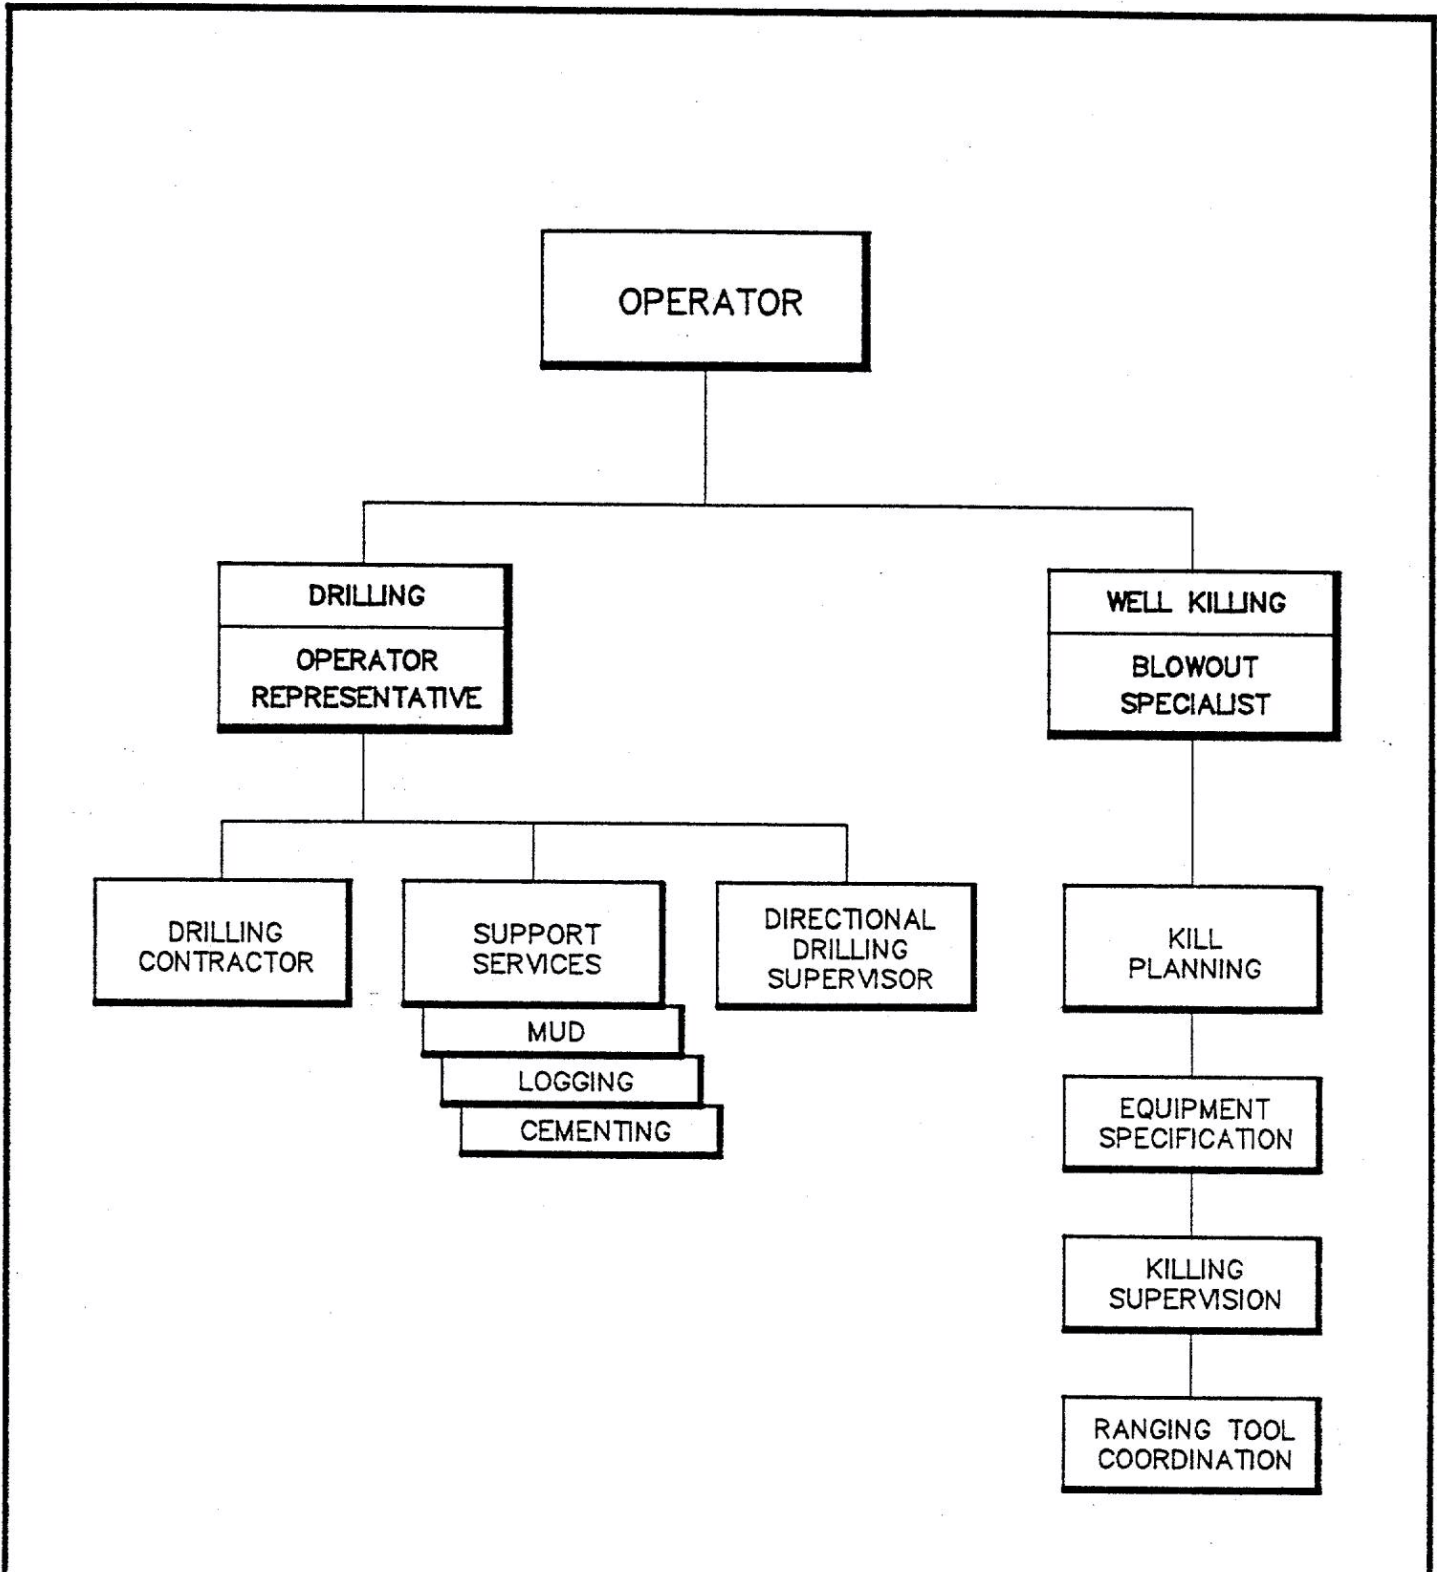 OPERATOR
DRILLING
OPERATOR
REPRESENTATIVE
WELL KILLING
BLOWOUT
SPECIALIST
DRILLING
CONTRACTOR
SUPPORT
SERVICES
MUD
LOGGING
CEMENTING
DIRECTIONAL
DRILLING
SUPERVISOR
KILL
PLANNING
EQUIPMENT
SPECIFICATION
KILLING
SUPERVISION
RANGING TOOL
COORDINATION